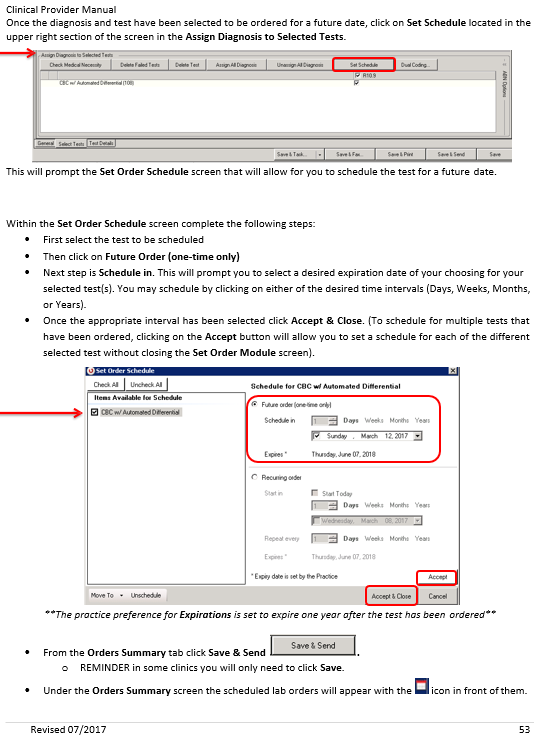 Clinical Provider Manual
Once the diagnosis and test have been selected to be ordered for a future date, click on Set Schedule located in the
upper right section of the screen in the Assign Diagnosis to Selected Tests.
Assign Diagnosis to Selected Tests
Check Medical Necessity Delete Failed Tests Delete Test Assign All Diagnosis Unassign All Diagnosis Set Schedule Dual Coding...
R10.9
CBC w/ Automated Differential (108)
ABN Options
General Select Tests Test Details
Save & Task... Save & Fax... Save & Print Save & Send Save
This will prompt the Set Order Schedule screen that will allow for you to schedule the test for a future date.
Within the Set Order Schedule screen complete the following steps:
• First select the test to be scheduled
• Then click on Future Order (one-time only)
• Next step is Schedule in. This will prompt you to select a desired expiration date of your choosing for your
selected test(s). You may schedule by clicking on either of the desired time intervals (Days, Weeks, Months,
or Years).
• Once the appropriate interval has been selected click Accept & Close. (To schedule for multiple tests that
have been ordered, clicking on the Accept button will allow you to set a schedule for each of the different
selected test without closing the Set Order Module screen).
Set Order Schedule
Check All Uncheck All
Schedule for CBC w/ Automated Differential
Items Available for Schedule
CBC w/ Automated Differential
Future order (one-time only)
Schedule in 1 Days Weeks Months Years
Sunday , March 12, 2017
Expires * Thursday, June 07, 2018
Recurring order
Start in Start Today
1 Days Weeks Months Years
Wednesday, March 08, 2017
Repeat every 1 Days Weeks Months Years
Expires * Thursday, June 07, 2018
* Expiry date is set by the Practice
Accept
Move To Unschedule
Accept & Close Cancel
**The practice preference for Expirations is set to expire one year after the test has been ordered**
• From the Orders Summary tab click Save & Send Save & Send .
o REMINDER in some clinics you will only need to click Save.
• Under the Orders Summary screen the scheduled lab orders will appear with the icon in front of them.
Revised 07/2017 53